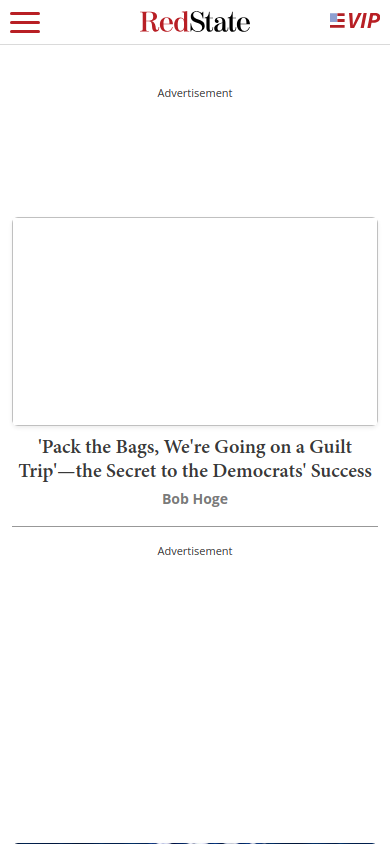 RedState
VIP
Advertisement
'Pack the Bags, We're Going on a Guilt
Trip'—the Secret to the Democrats' Success
Bob Hoge
Advertisement